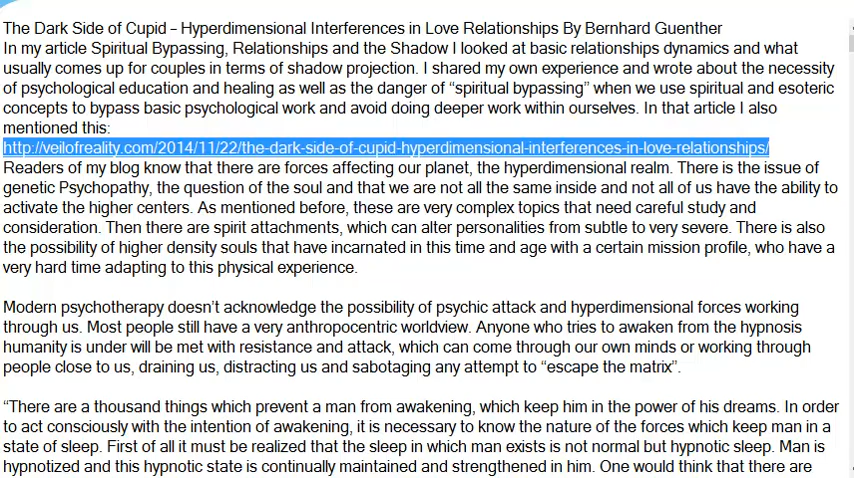 The Dark Side of Cupid – Hyperdimensional Interferences in Love Relationships By Bernhard Guenther
In my article Spiritual Bypassing, Relationships and the Shadow I looked at basic relationships dynamics and what
usually comes up for couples in terms of shadow projection. I shared my own experience and wrote about the necessity
of psychological education and healing as well as the danger of “spiritual bypassing” when we use spiritual and esoteric
concepts to bypass basic psychological work and avoid doing deeper work within ourselves. In that article I also
mentioned this:
http://veilofreality.com/2014/11/22/the-dark-side-of-cupid-hyperdimensional-interferences-in-love-relationships/
Readers of my blog know that there are forces affecting our planet, the hyperdimensional realm. There is the issue of
genetic Psychopathy, the question of the soul and that we are not all the same inside and not all of us have the ability to
activate the higher centers. As mentioned before, these are very complex topics that need careful study and
consideration. Then there are spirit attachments, which can alter personalities from subtle to very severe. There is also
the possibility of higher density souls that have incarnated in this time and age with a certain mission profile, who have a
very hard time adapting to this physical experience.
Modern psychotherapy doesn’t acknowledge the possibility of psychic attack and hyperdimensional forces working
through us. Most people still have a very anthropocentric worldview. Anyone who tries to awaken from the hypnosis
humanity is under will be met with resistance and attack, which can come through our own minds or working through
people close to us, draining us, distracting us and sabotaging any attempt to “escape the matrix”.
“There are a thousand things which prevent a man from awakening, which keep him in the power of his dreams. In order
to act consciously with the intention of awakening, it is necessary to know the nature of the forces which keep man in a
state of sleep. First of all it must be realized that the sleep in which man exists is not normal but hypnotic sleep. Man is
hypnotized and this hypnotic state is continually maintained and strengthened in him. One would think that there are